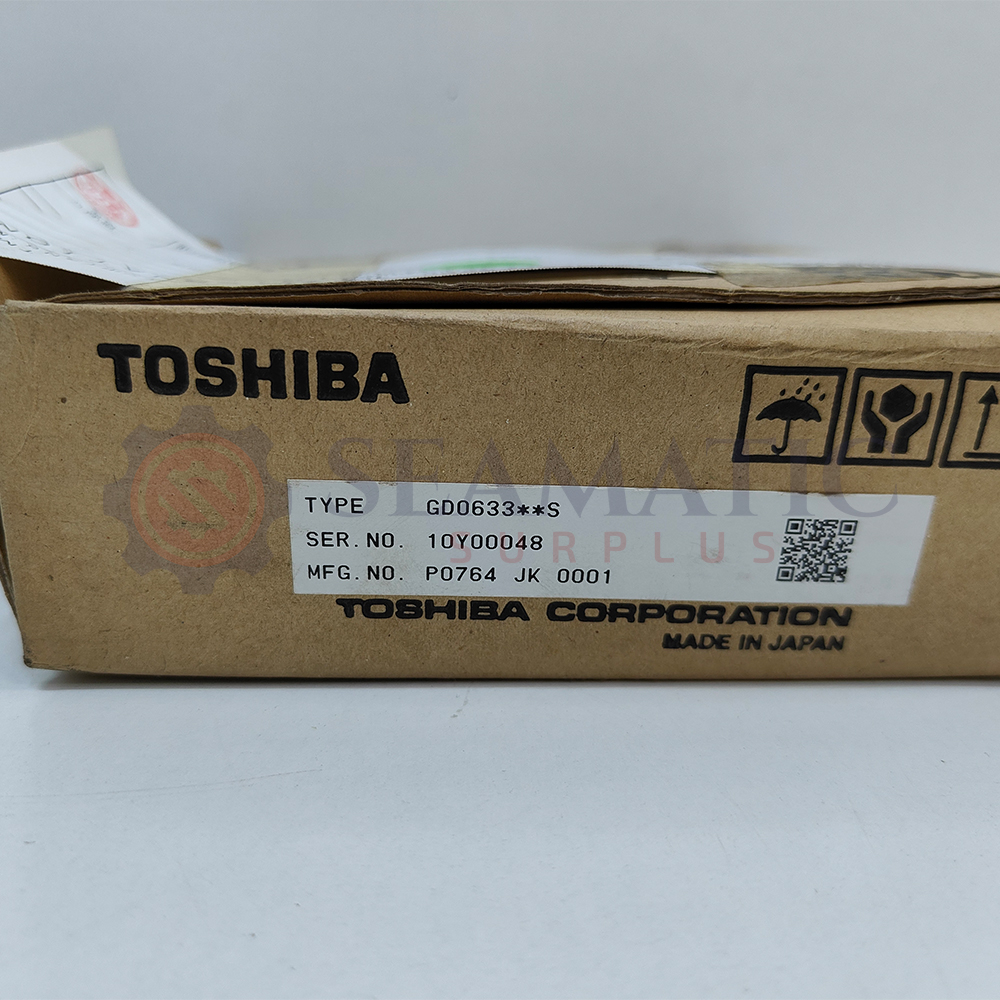 TOSHIBA
SEAMATIC
SURPLUS
TYPE GD0633**S
SER. NO. 10Y00048
MFG. NO. P0764 JK 0001
TOSHIBA CORPORATION
MADE IN JAPAN